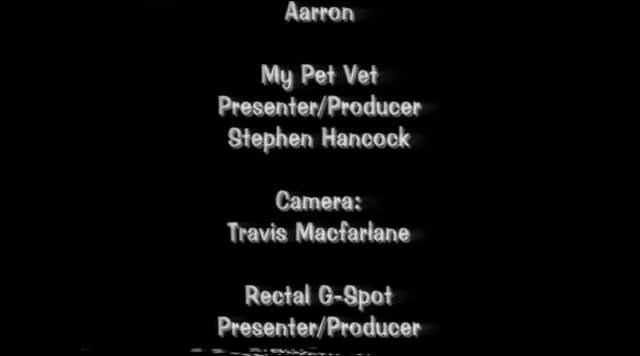 Aarron
My Pet Vet
Presenter/Producer
Stephen Hancock
Camera:
Travis Macfarlane
Rectal G-Spot
Presenter/Producer